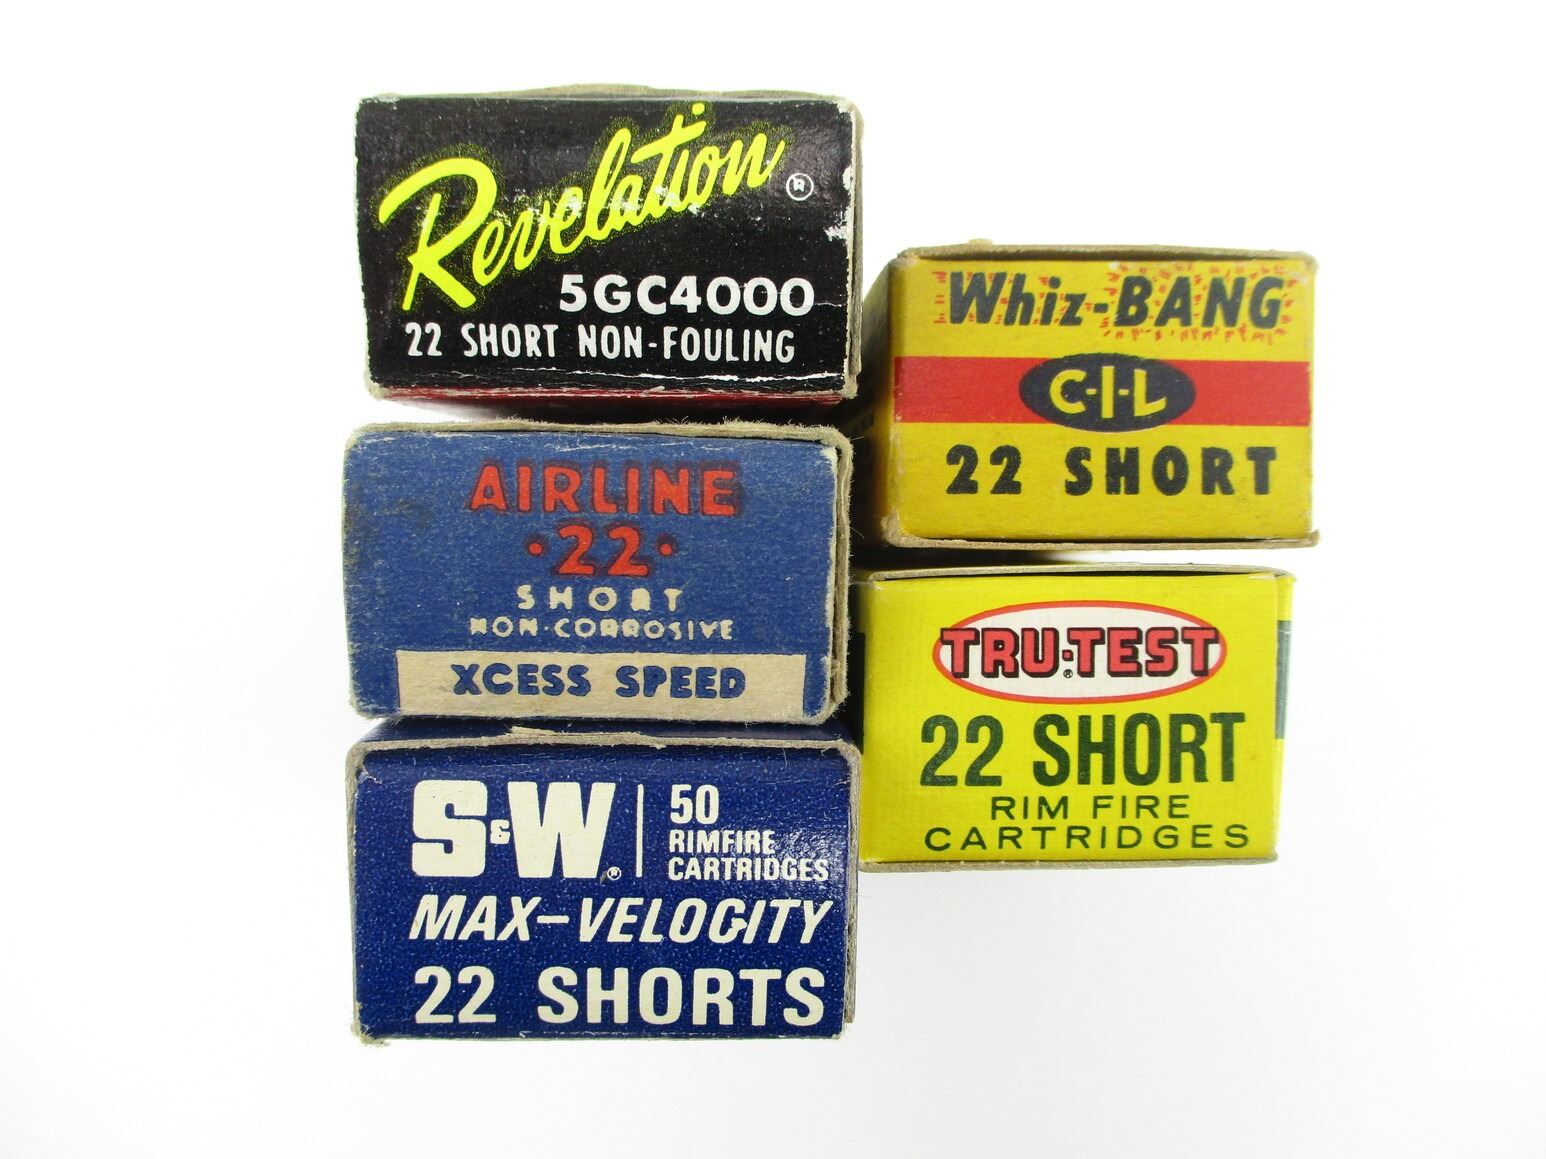 Revelation ®
5GC4000
22 SHORT NON-FOULING
AIRLINE
·22·
SHORT
NON-CORROSIVE
XCESS SPEED
S&W®
50
RIMFIRE
CARTRIDGES
MAX-VELOCITY
22 SHORTS
Whiz-BANG
C-I-L
22 SHORT
TRU·TEST®
22 SHORT
RIM FIRE
CARTRIDGES